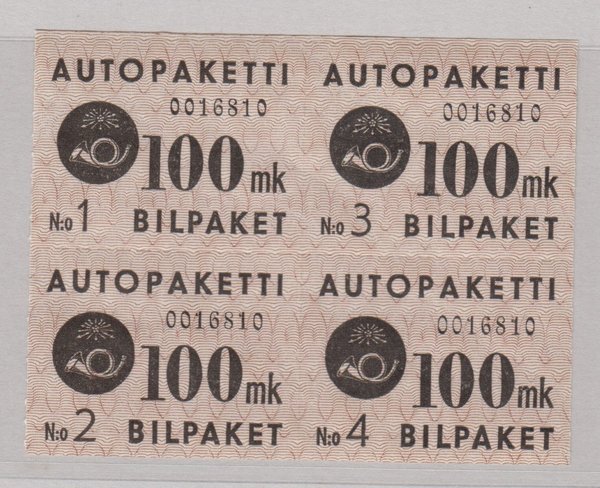 AUTOPAKETTI
0016810
100 mk
N:o 1 BILPAKET
AUTOPAKETTI
0016810
100 mk
N:o 3 BILPAKET
AUTOPAKETTI
0016810
100 mk
N:o 2 BILPAKET
AUTOPAKETTI
0016810
100 mk
N:o 4 BILPAKET